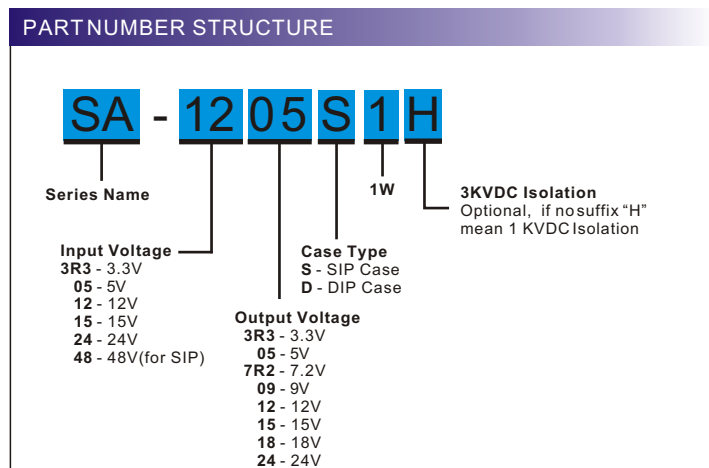 PART NUMBER STRUCTURE
SA - 12 05 S 1 H
Series Name
1W
3KVDC Isolation
Optional, if no suffix “H”
mean 1 KVDC Isolation
Input Voltage
3R3 - 3.3V
05 - 5V
12 - 12V
15 - 15V
24 - 24V
48 - 48V(for SIP)
Case Type
S - SIP Case
D - DIP Case
Output Voltage
3R3 - 3.3V
05 - 5V
7R2 - 7.2V
09 - 9V
12 - 12V
15 - 15V
18 - 18V
24 - 24V